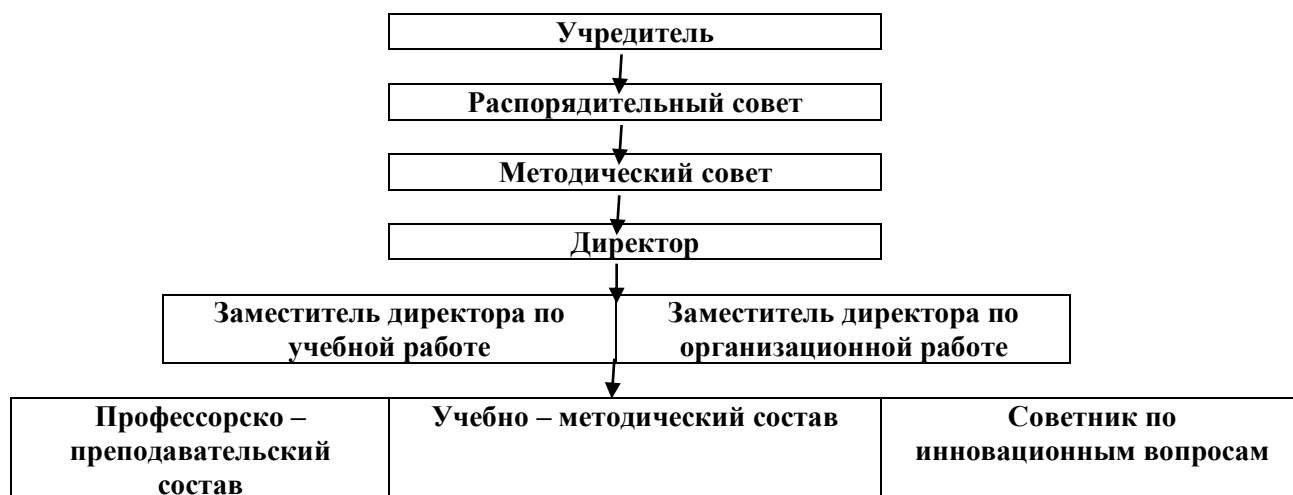 Учредитель
Распорядительный совет
Методический совет
Директор
Заместитель директора по
учебной работе
Заместитель директора по
организационной работе
Профессорско –
преподавательский
состав
Учебно – методический состав
Советник по
инновационным вопросам